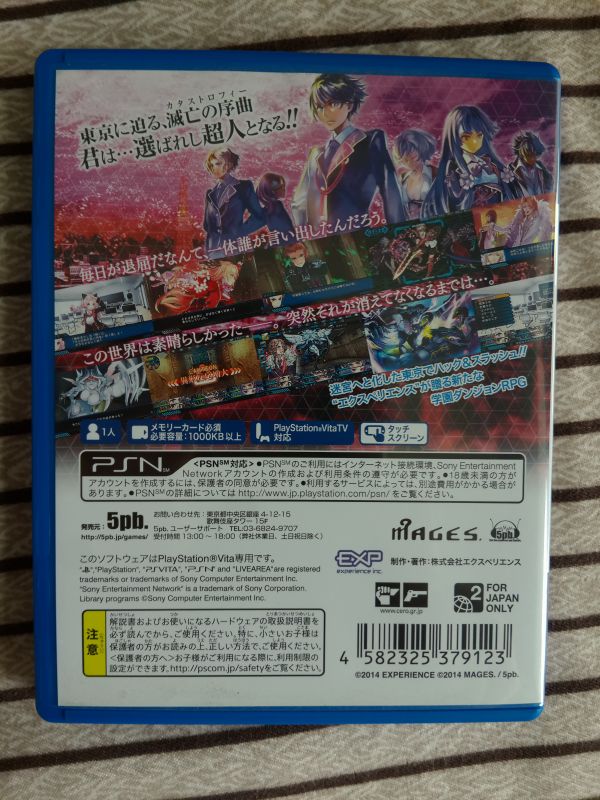 カタストロフィー
東京に迫る、滅亡の序曲
君は…選ばれし超人となる!!
毎日が退屈だなんて、一体誰が言い出したんだろう。
この世界は素晴らしかった──。突然それが消えてなくなるまでは…。
迷宮へと化した東京でハック&スラッシュ!!
“エクスペリエンス”が贈る新たな
学園ダンジョンRPG
1人
メモリーカード必須
必要容量:1000KB以上
PlayStation®VitaTV
対応
タッチ
スクリーン
PSN
<PSN℠対応> ●PSN℠のご利用にはインターネット接続環境、Sony Entertainment
Networkアカウントの作成および利用条件の遵守が必要です。●18歳未満の方が
アカウントを作成するには、保護者の同意が必要です。●利用するサービスによっては、別途費用がかかる場合が
あります。●PSN℠の詳細については http://www.jp.playstation.com/psn/ をご覧ください。
発売元: 5pb.
http://5pb.jp/games/
お問い合わせ先:東京都中央区銀座 4-12-15
歌舞伎座タワー 15F
5pb. ユーザーサポート TEL:03-6824-9707
受付時間 13:00 ~ 18:00(弊社休業日、土日祝日除く)
MAGES.
5pb.
このソフトウェアはPlayStation®Vita専用です。
"PlayStation", "PSVITA", "PSN" and "LIVEAREA"are registered
trademarks or trademarks of Sony Computer Entertainment Inc.
"Sony Entertainment Network" is a trademark of Sony Corporation.
Library programs ©Sony Computer Entertainment Inc.
EXP
experience inc.
制作・著作:株式会社エクスペリエンス
www.cero.gr.jp
2
FOR
JAPAN
ONLY
注意
解説書およびお使いになるハードウェアの取扱説明書を
必ず読んでから、ご使用ください。特に、小さいお子様は
保護者の方がお読みの上、正しい方法で、ご使用ください。
<保護者の方へ>お子様がご利用になる際に、利用制限の
設定ができます。http://pscom.jp/safetyをご覧ください。
4 582325 379123
©2014 EXPERIENCE ©2014 MAGES. / 5pb.